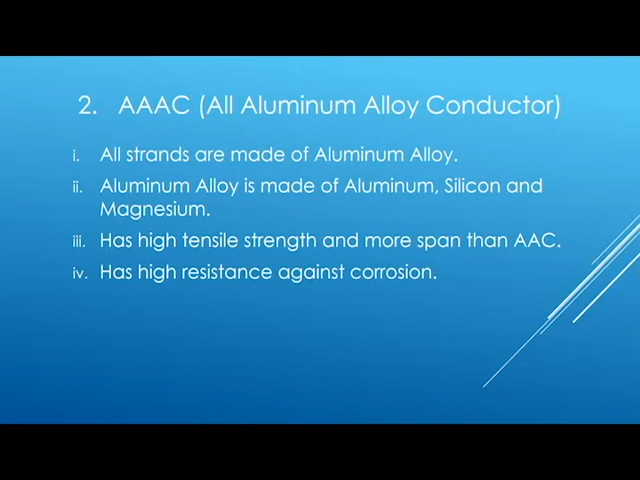 2. AAAC (All Aluminum Alloy Conductor)
i. All strands are made of Aluminum Alloy.
ii. Aluminum Alloy is made of Aluminum, Silicon and
Magnesium.
iii. Has high tensile strength and more span than AAC.
iv. Has high resistance against corrosion.